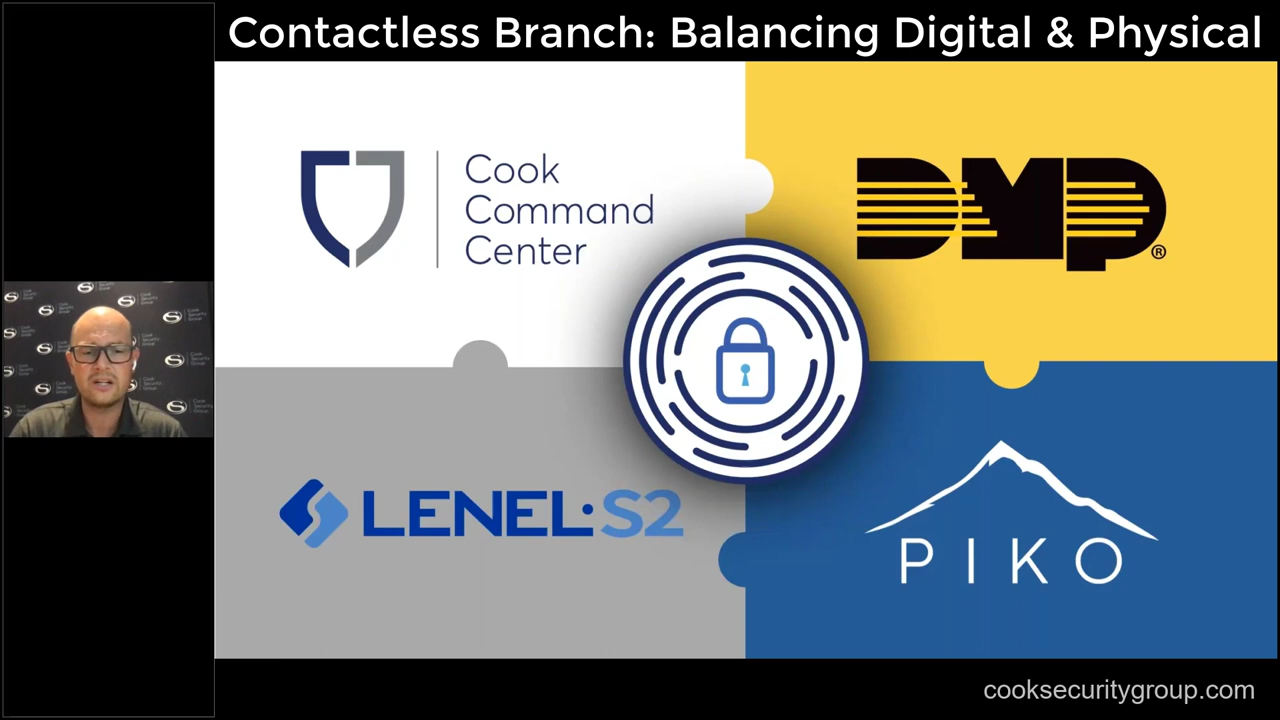 Contactless Branch: Balancing Digital & Physical
Cook
Command
Center
DMP®
LENEL·S2
PIKO
cooksecuritygroup.com